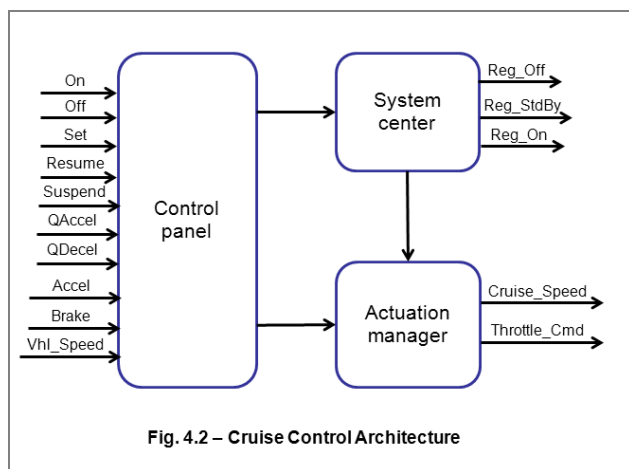 On
Off
Set
Resume
Suspend
QAccel
QDecel
Accel
Brake
Vhl_Speed
Control
panel
System
center
Reg_Off
Reg_StdBy
Reg_On
Actuation
manager
Cruise_Speed
Throttle_Cmd
Fig. 4.2 – Cruise Control Architecture